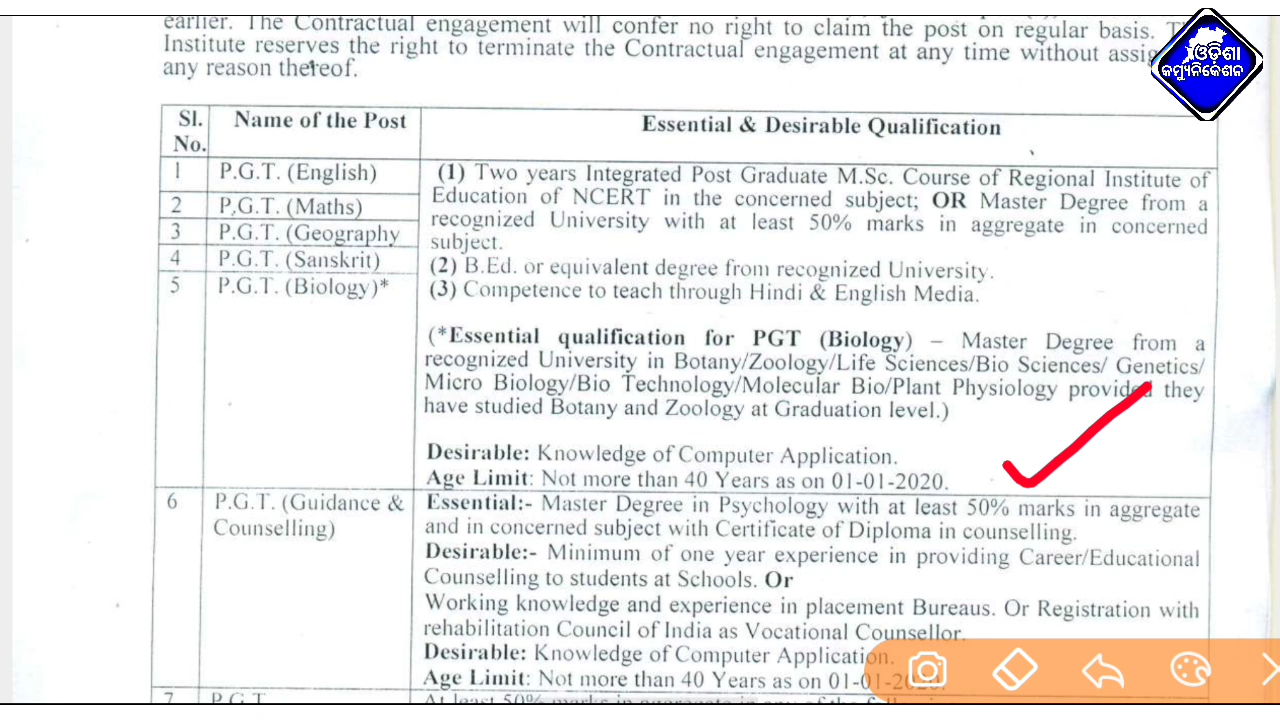 earlier. The Contractual engagement will confer no right to claim the post on regular basis.
Institute reserves the right to terminate the Contractual engagement at any time without
any reason thereof.
ଓଡ଼ିଶା
କମ୍ୟୁନିକେଶନ
Sl. No.
Name of the Post
Essential & Desirable Qualification
1 P.G.T. (English)
2 P.G.T. (Maths)
3 P.G.T. (Geography
4 P.G.T. (Sanskrit)
5 P.G.T. (Biology)*
(1) Two years Integrated Post Graduate M.Sc. Course of Regional Institute of
Education of NCERT in the concerned subject; OR Master Degree from a
recognized University with at least 50% marks in aggregate in concerned
subject.
(2) B.Ed. or equivalent degree from recognized University.
(3) Competence to teach through Hindi & English Media.
(*Essential qualification for PGT (Biology) – Master Degree from a
recognized University in Botany/Zoology/Life Sciences/Bio Sciences/ Genetics/
Micro Biology/Bio Technology/Molecular Bio/Plant Physiology provided they
have studied Botany and Zoology at Graduation level.)
Desirable: Knowledge of Computer Application.
Age Limit: Not more than 40 Years as on 01-01-2020.
6 P.G.T. (Guidance &
Counselling)
Essential:- Master Degree in Psychology with at least 50% marks in aggregate
and in concerned subject with Certificate of Diploma in counselling.
Desirable:- Minimum of one year experience in providing Career/Educational
Counselling to students at Schools. Or
Working knowledge and experience in placement Bureaus. Or Registration with
rehabilitation Council of India as Vocational Counsellor.
Desirable: Knowledge of Computer Application.
Age Limit: Not more than 40 Years as on 01-01-2020.
7 P.G.T.
At least 50% marks in aggregate in any of the